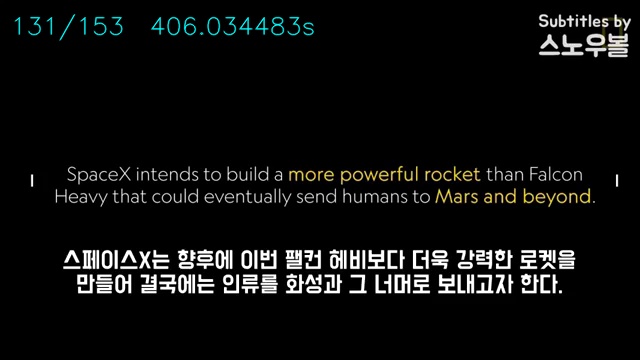 131/153 406.034483s
Subtitles by
스노우볼
SpaceX intends to build a more powerful rocket than Falcon
Heavy that could eventually send humans to Mars and beyond.
스페이스X는 향후에 이번 팰컨 헤비보다 더욱 강력한 로켓을
만들어 결국에는 인류를 화성과 그 너머로 보내고자 한다.